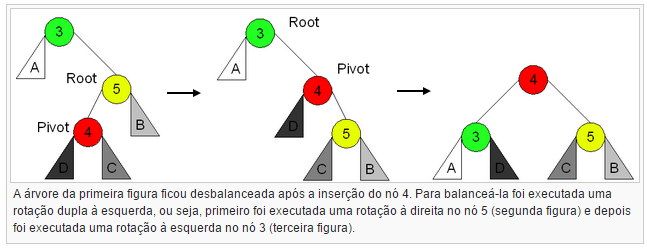 3
A
Root
5
Pivot
4
B
D
C
3
Root
A
Pivot
4
D
5
C
B
4
3
5
A
D
C
B
A árvore da primeira figura ficou desbalanceada após a inserção do nó 4. Para balanceá-la foi executada uma
rotação dupla à esquerda, ou seja, primeiro foi executada uma rotação à direita no nó 5 (segunda figura) e depois
foi executada uma rotação à esquerda no nó 3 (terceira figura).